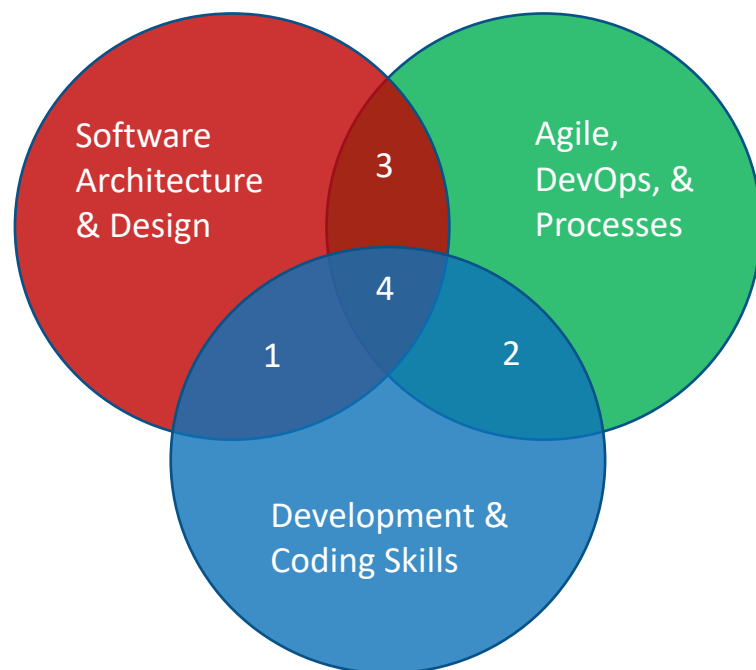 Software
Architecture
& Design
3
Agile,
DevOps, &
Processes
4
1
2
Development &
Coding Skills